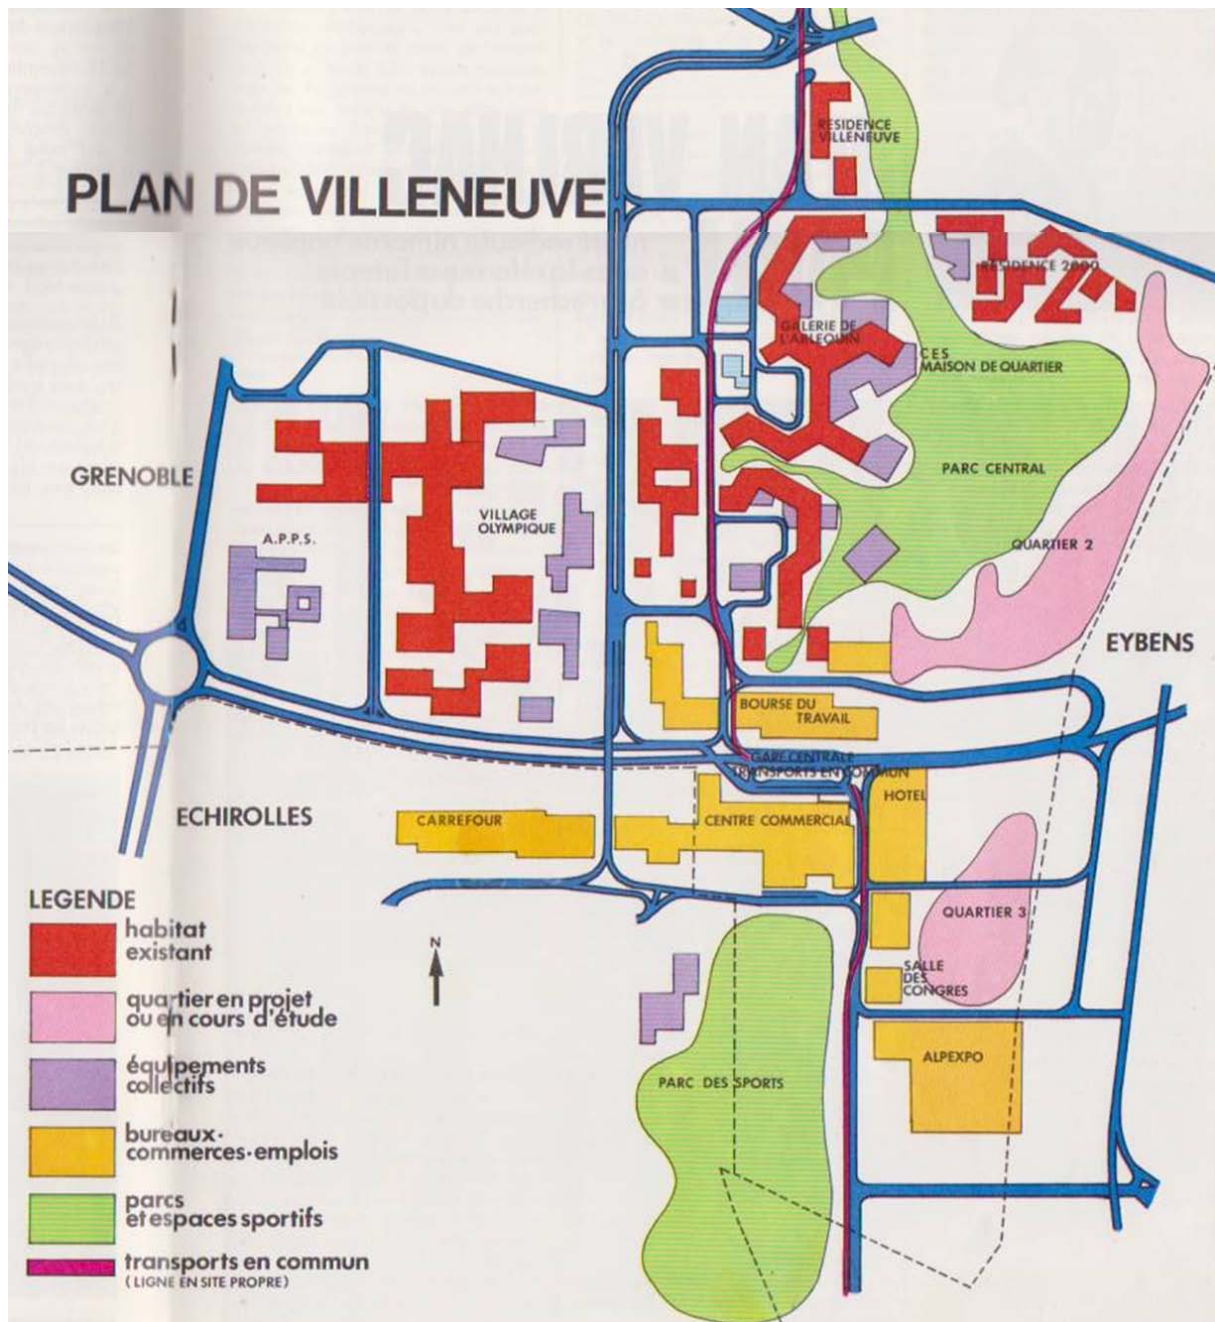 RESIDENCE
VILLENEUVE
PLAN DE VILLENEUVE
RESIDENCE 2000
GALERIE DE
L'ARLEQUIN
CES
MAISON DE QUARTIER
GRENOBLE
PARC CENTRAL
VILLAGE
OLYMPIQUE
A.P.P.S.
QUARTIER 2
EYBENS
BOURSE DU
TRAVAIL
GARE CENTRALE
TRANSPORTS EN COMMUN
HOTEL
ECHIROLLES
CARREFOUR
CENTRE COMMERCIAL
LEGENDE
habitat
existant
quartier en projet
ou en cours d'étude
équipements
collectifs
bureaux·
commerces·emplois
parcs
et espaces sportifs
transports en commun
(LIGNE EN SITE PROPRE)
N
QUARTIER 3
SALLE
DES
CONGRES
ALPEXPO
PARC DES SPORTS